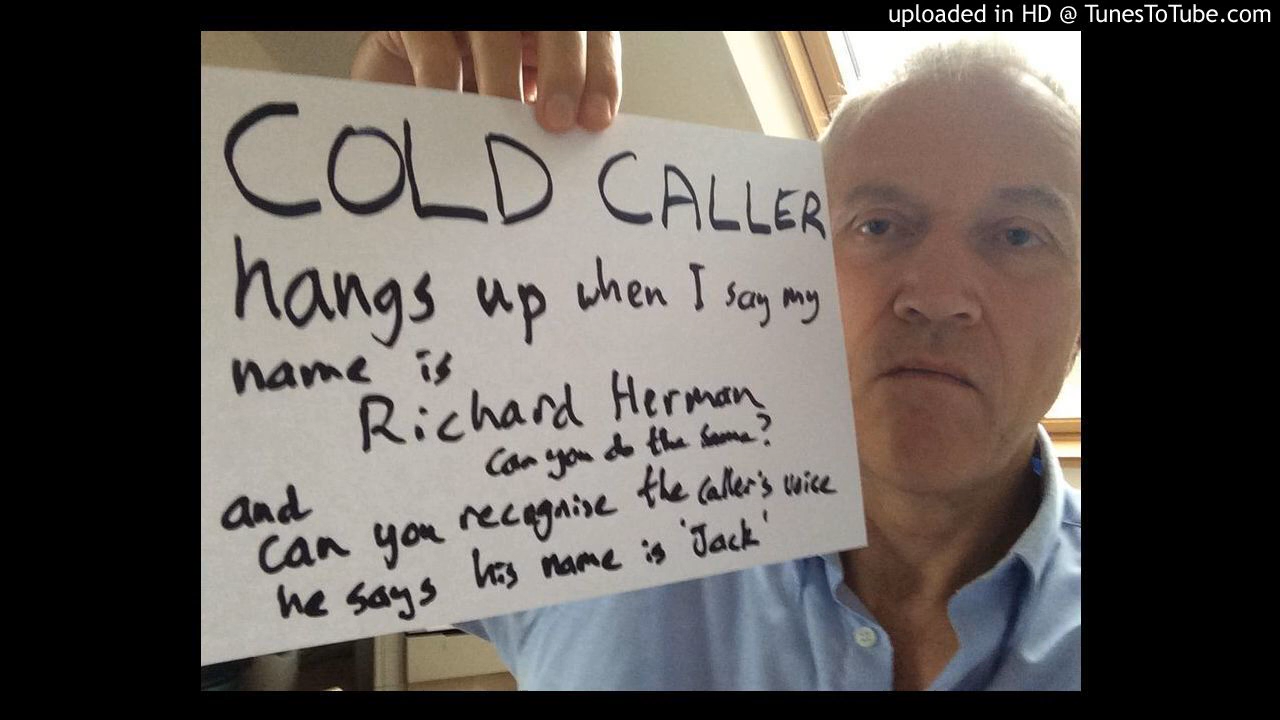 uploaded in HD @ TunesToTube.com
COLD CALLER
hangs up when I say my
name is
Richard Herman
can you do the same?
and
can you recognise the caller's voice
he says his name is 'Jack'